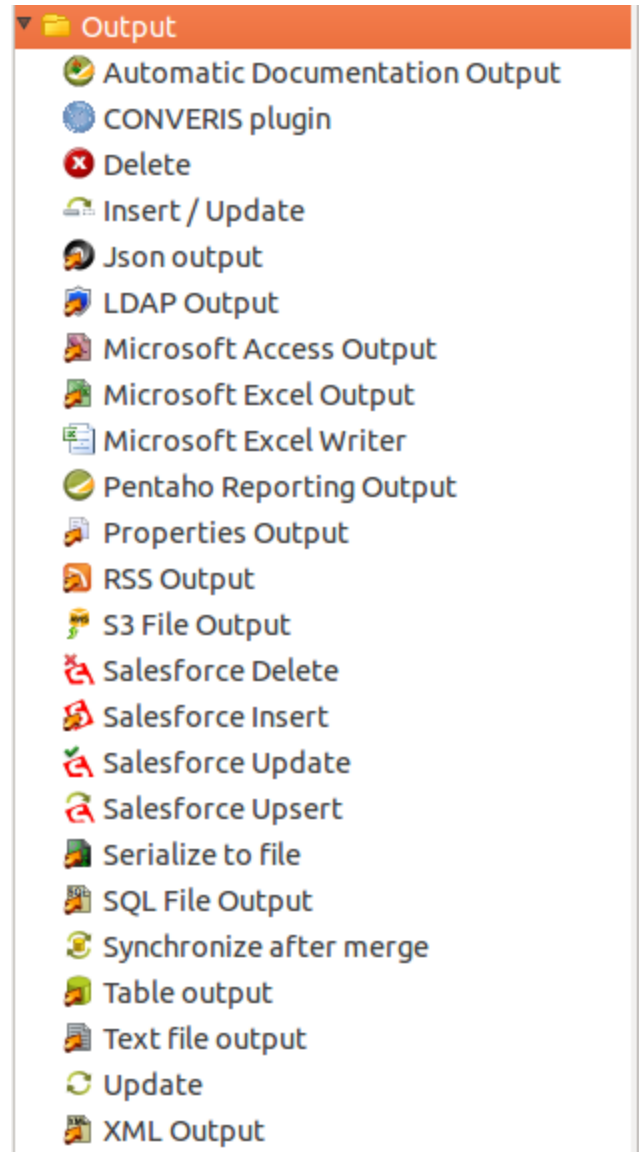 Output
Automatic Documentation Output
CONVERIS plugin
Delete
Insert / Update
Json output
LDAP Output
Microsoft Access Output
Microsoft Excel Output
Microsoft Excel Writer
Pentaho Reporting Output
Properties Output
RSS Output
S3 File Output
Salesforce Delete
Salesforce Insert
Salesforce Update
Salesforce Upsert
Serialize to file
SQL File Output
Synchronize after merge
Table output
Text file output
Update
XML Output